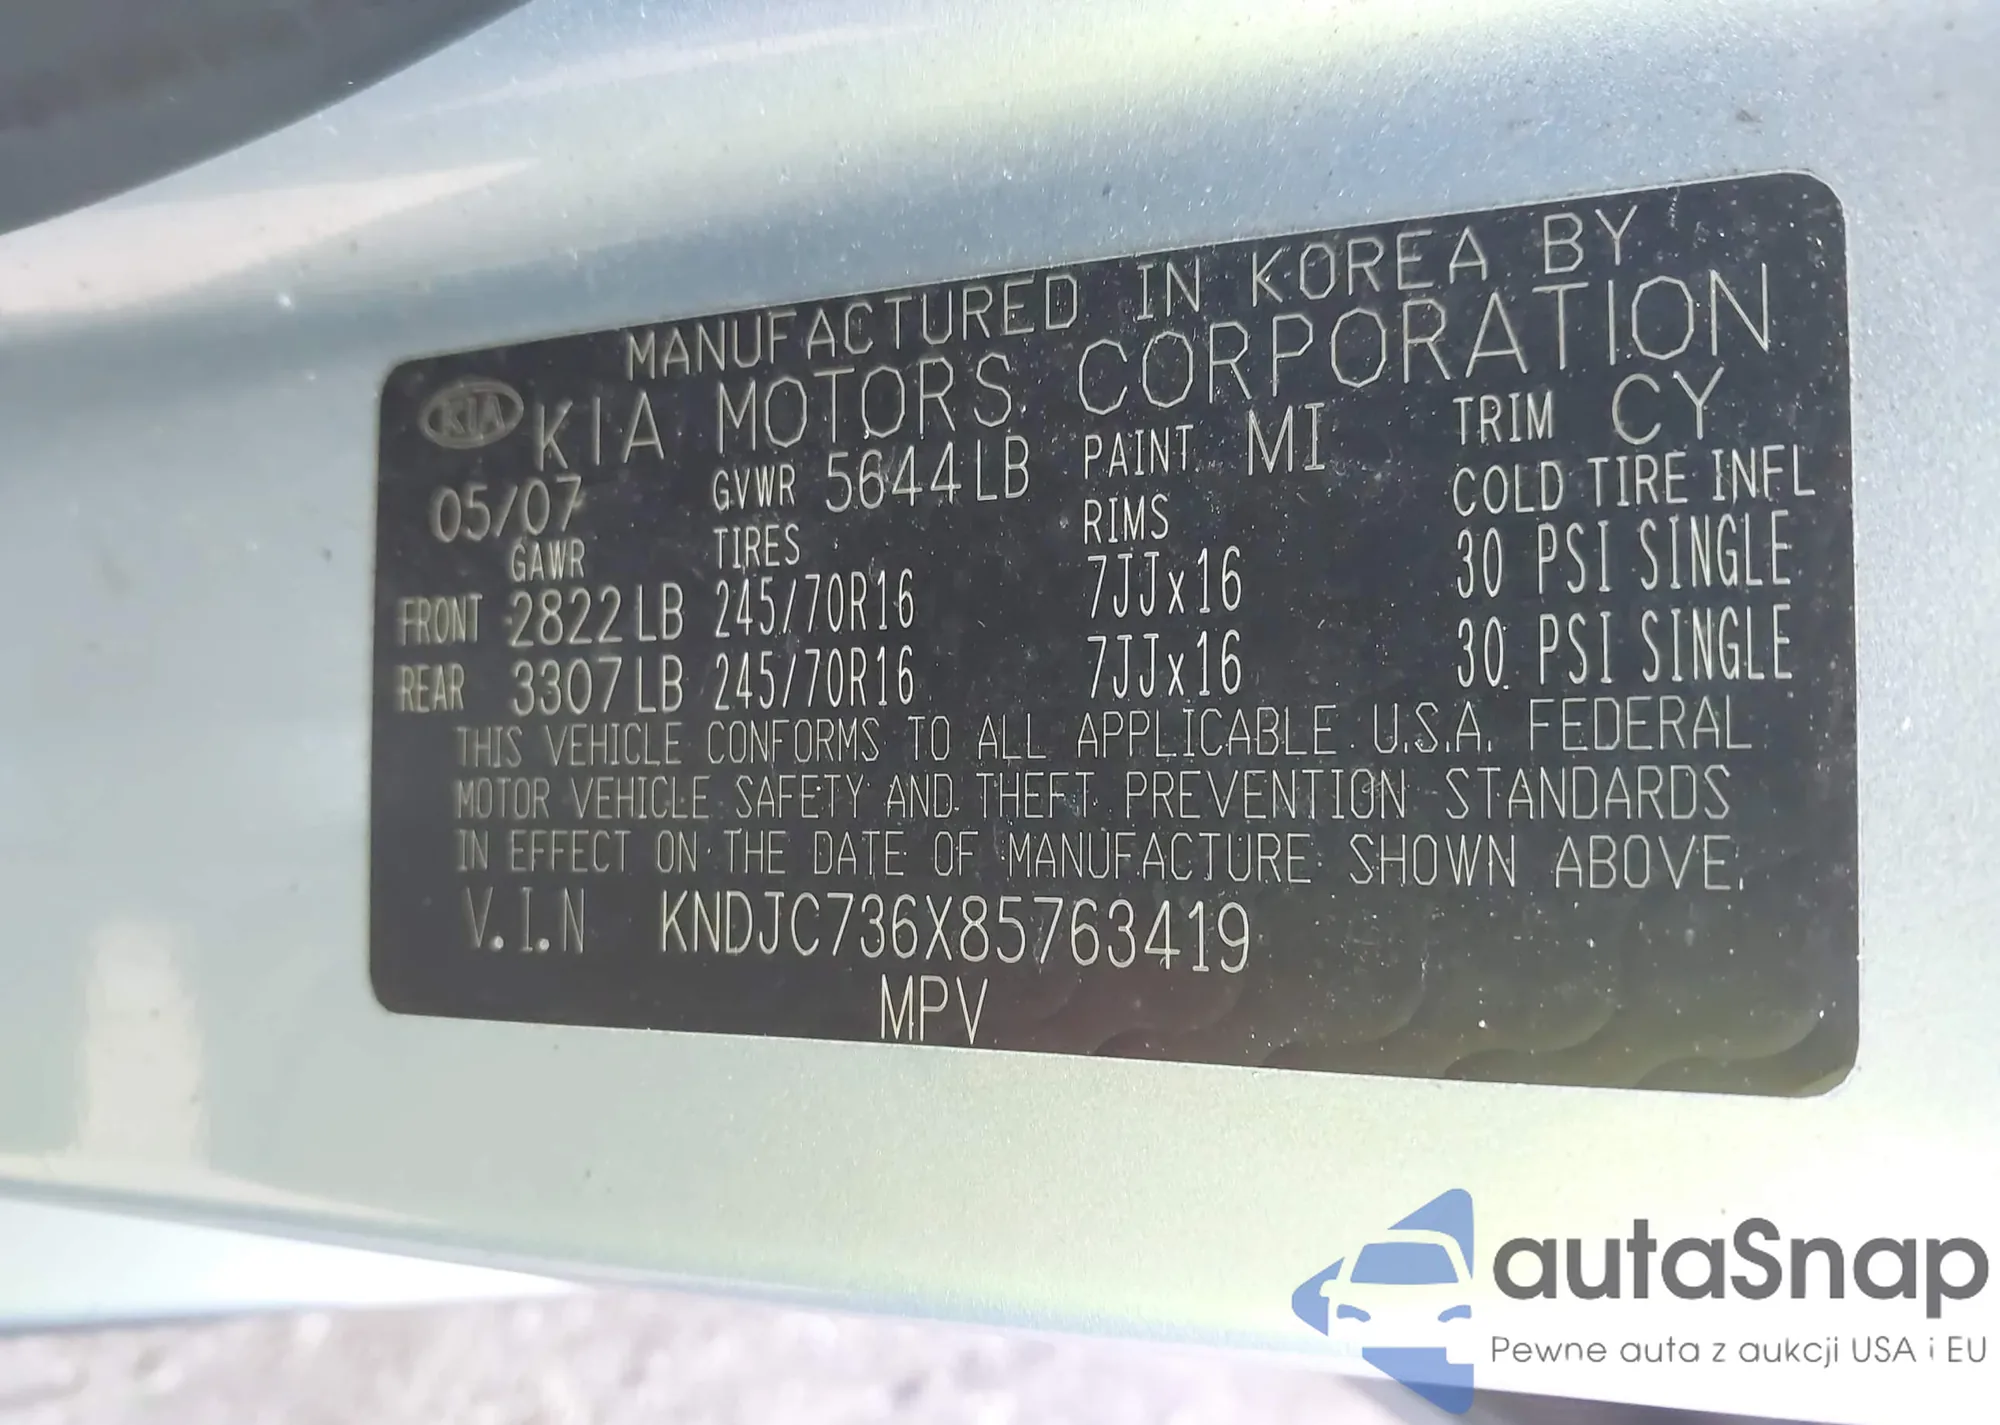 MANUFACTURED IN KOREA BY
KIA KIA MOTORS CORPORATION
05/07 GVWR 5644LB PAINT MI TRIM CY
GAWR TIRES RIMS COLD TIRE INFL
FRONT 2822LB 245/70R16 7JJx16 30 PSI SINGLE
REAR 3307LB 245/70R16 7JJx16 30 PSI SINGLE
THIS VEHICLE CONFORMS TO ALL APPLICABLE U.S.A. FEDERAL
MOTOR VEHICLE SAFETY AND THEFT PREVENTION STANDARDS
IN EFFECT ON THE DATE OF MANUFACTURE SHOWN ABOVE.
V.I.N KNDJC736X85763419
MPV
autaSnap
Pewne auta z aukcji USA i EU